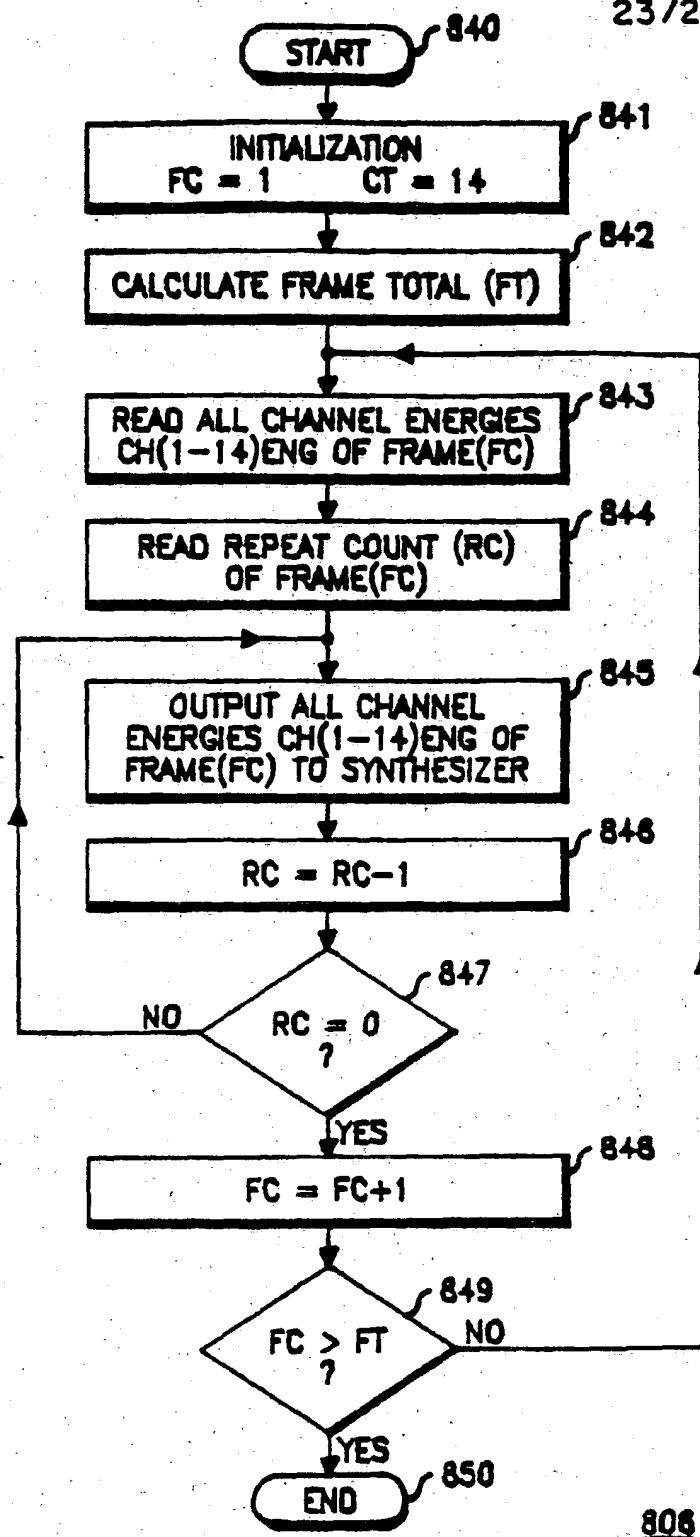 23/2
START
840
841
INITIALIZATION
FC = 1 CT = 14
842
CALCULATE FRAME TOTAL (FT)
843
READ ALL CHANNEL ENERGIES
CH(1-14)ENG OF FRAME(FC)
844
READ REPEAT COUNT (RC)
OF FRAME(FC)
845
OUTPUT ALL CHANNEL
ENERGIES CH(1-14)ENG OF
FRAME(FC) TO SYNTHESIZER
846
RC = RC-1
847
NO
RC = 0
?
YES
848
FC = FC+1
849
FC > FT
?
NO
YES
END
850
806